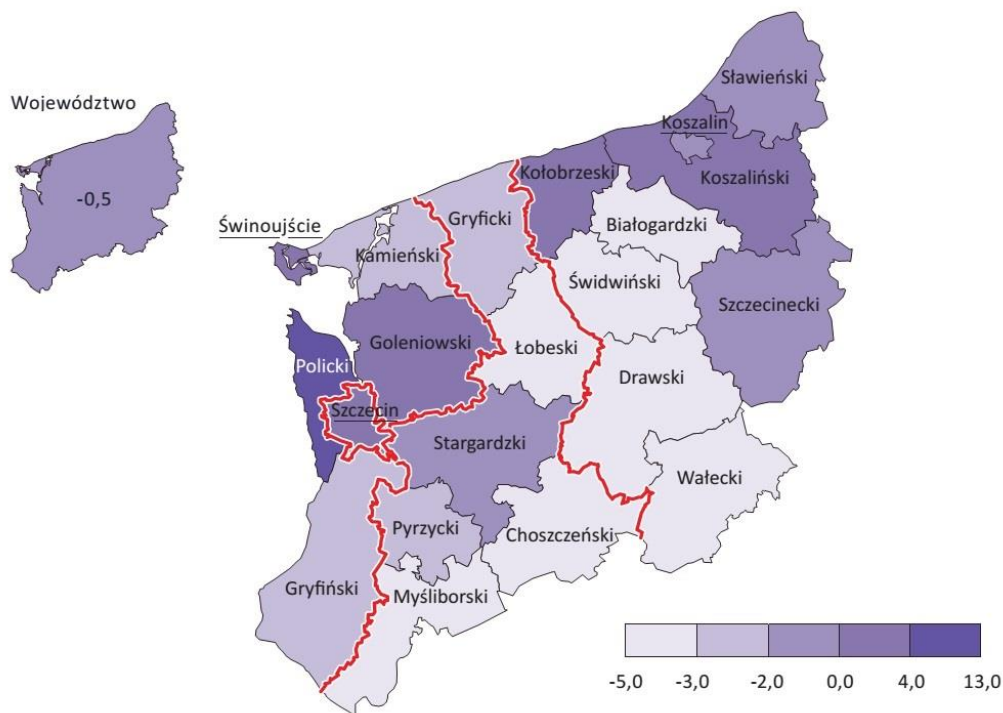 Województwo
-0,5
Sławieński
Koszalin
Kołobrzeski
Koszaliński
Gryficki
Świnoujście
Białogardzki
Kamieński
Świdwiński
Szczecinecki
Goleniowski
Łobeski
Policki
Drawski
Szczecin
Stargardzki
Wałecki
Pyrzycki
Choszczeński
Gryfiński
Myśliborski
-5,0 -3,0 -2,0 0,0 4,0 13,0